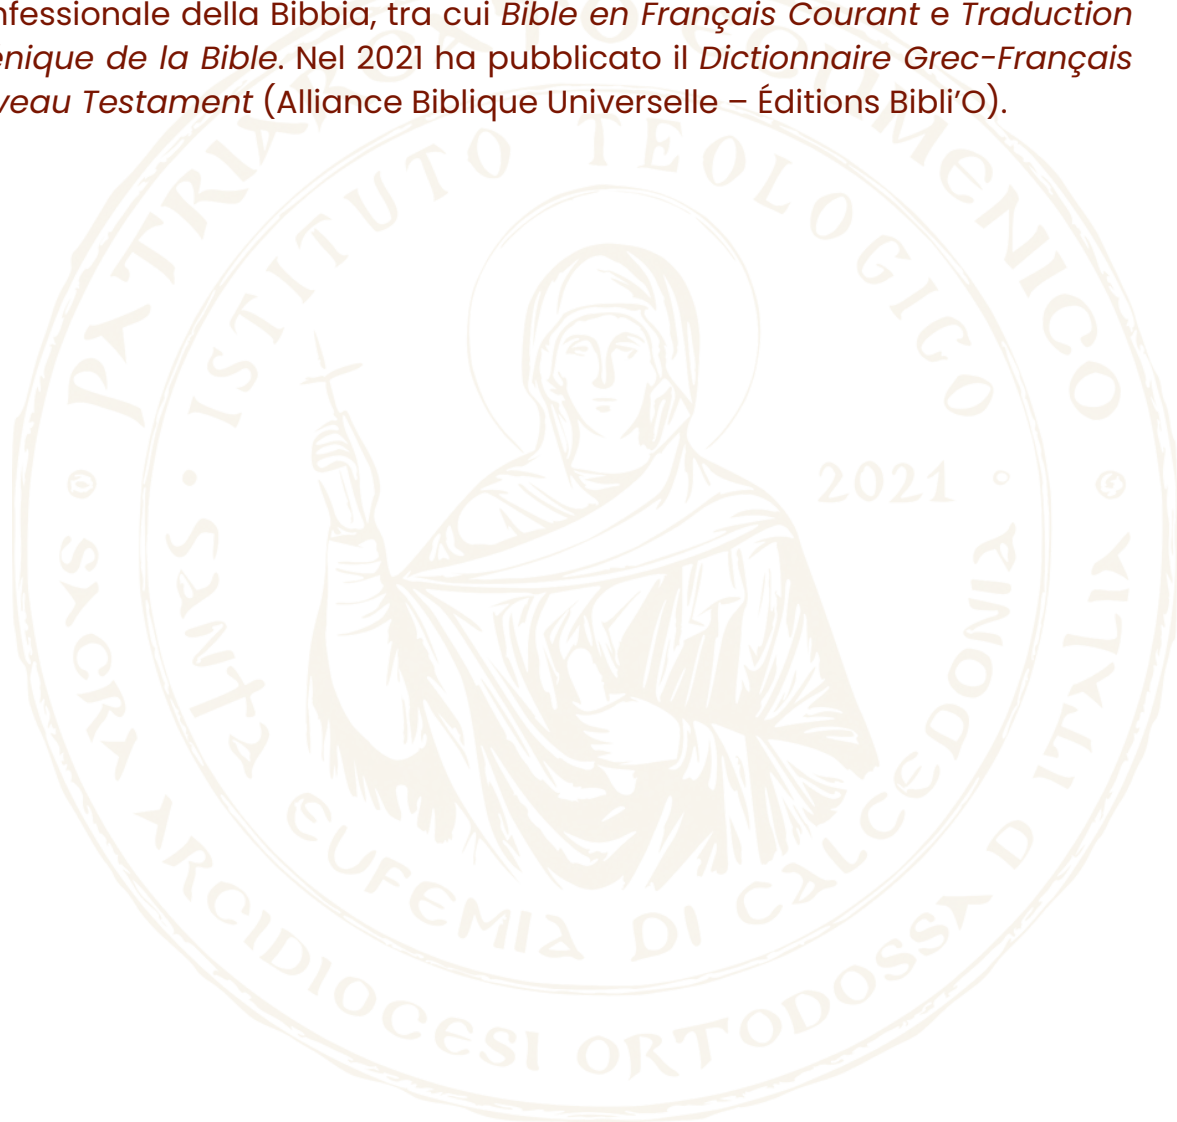 nfessionale della Bibbia, tra cui Bible en Français Courant e Traduction
enique de la Bible. Nel 2021 ha pubblicato il Dictionnaire Grec-Français
veau Testament (Alliance Biblique Universelle – Éditions Bibli’O).
ISTITUTO TEOLOGICO
SANTA EUFEMIA DI CALCEDONIA
2021
SACRA ARCIDIOCESI ORTODOSSA D ITALIA